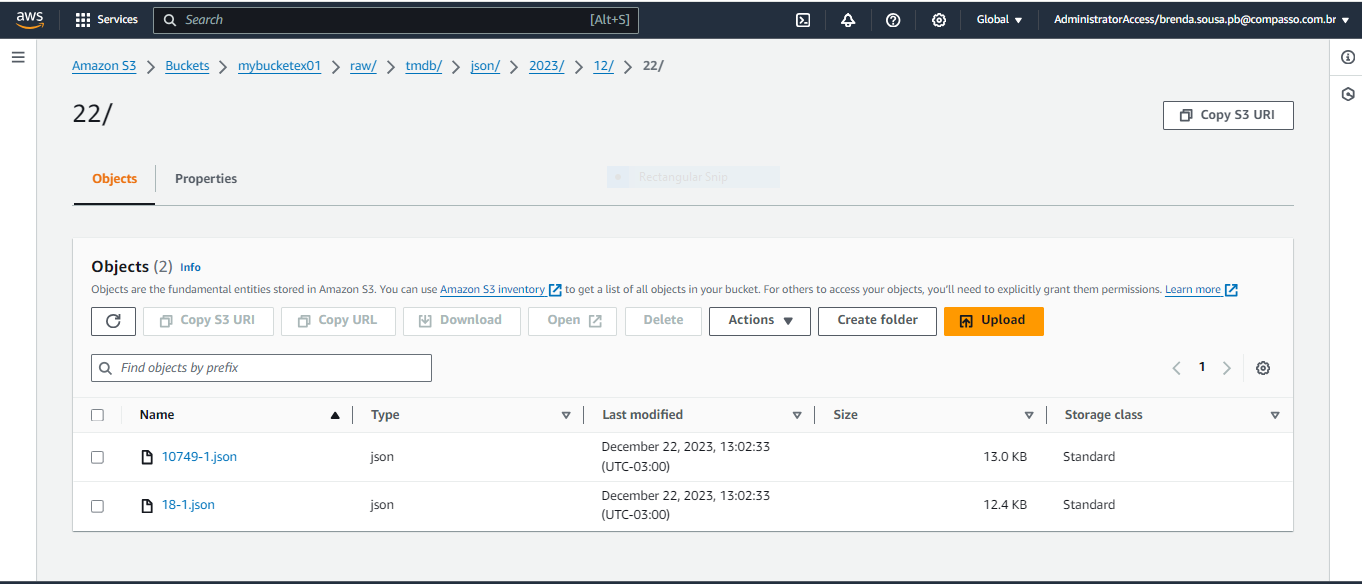 aws Services Search [Alt+S] Global ▼ AdministratorAccess/brenda.sousa.pb@compasso.com.br ▼
Amazon S3 > Buckets > mybucketex01 > raw/ > tmdb/ > json/ > 2023/ > 12/ > 22/
22/
Copy S3 URI
Objects Properties
Rectangular Snip
Objects (2) Info
Objects are the fundamental entities stored in Amazon S3. You can use Amazon S3 inventory to get a list of all objects in your bucket. For others to access your objects, you'll need to explicitly grant them permissions. Learn more
Copy S3 URI Copy URL Download Open Delete Actions ▼ Create folder Upload
Find objects by prefix
< 1 >
Name ▲ Type ▽ Last modified ▽ Size ▽ Storage class ▽
10749-1.json json December 22, 2023, 13:02:33 13.0 KB Standard
(UTC-03:00)
18-1.json json December 22, 2023, 13:02:33 12.4 KB Standard
(UTC-03:00)